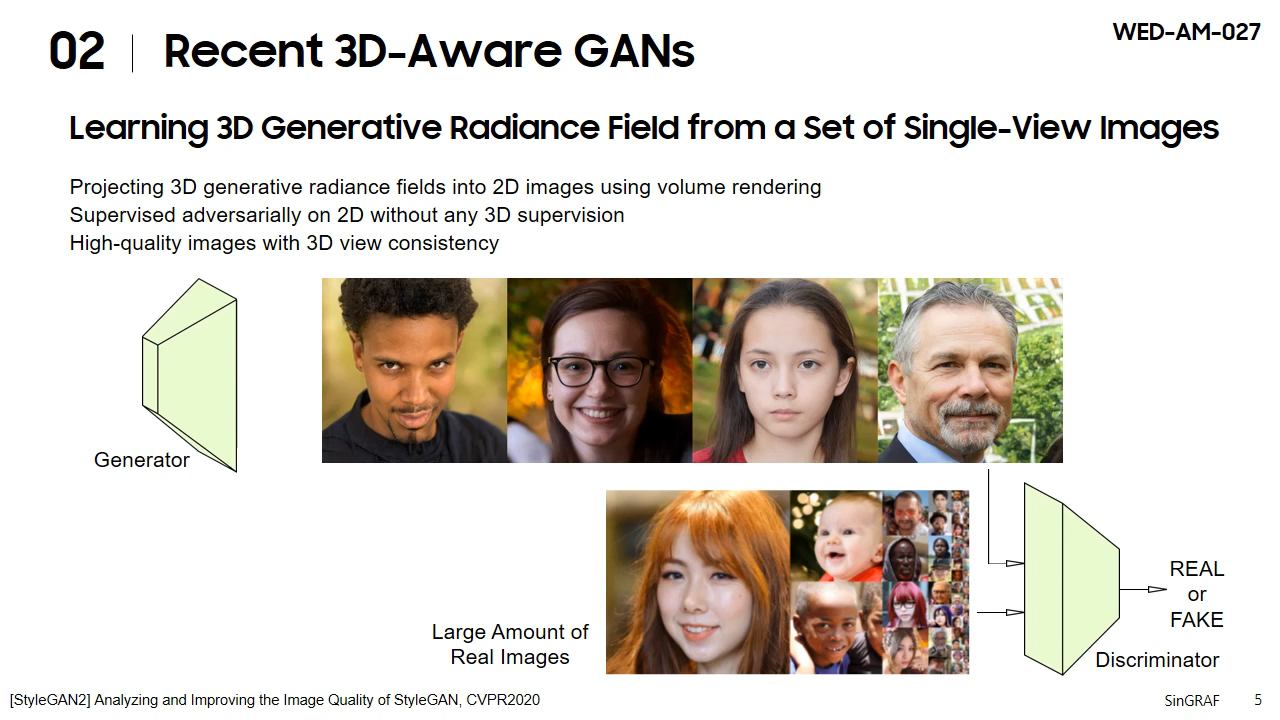 02 | Recent 3D-Aware GANs
WED-AM-027
Learning 3D Generative Radiance Field from a Set of Single-View Images
Projecting 3D generative radiance fields into 2D images using volume rendering
Supervised adversarially on 2D without any 3D supervision
High-quality images with 3D view consistency
Generator
Large Amount of
Real Images
REAL
or
FAKE
Discriminator
[StyleGAN2] Analyzing and Improving the Image Quality of StyleGAN, CVPR2020
SinGRAF
5